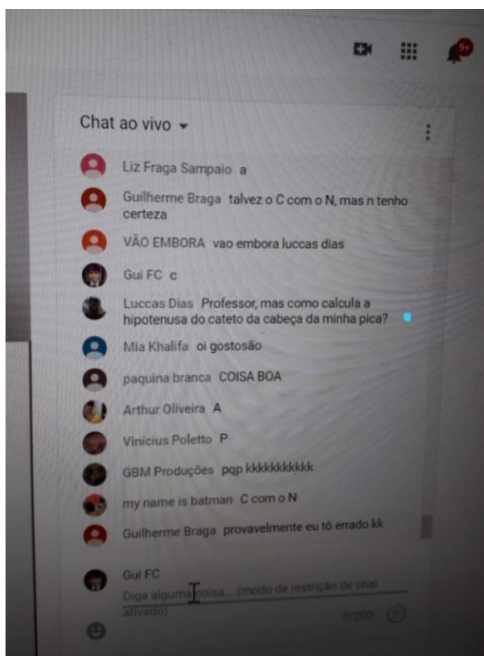 9+
Chat ao vivo
Liz Fraga Sampaio a
Guilherme Braga talvez o C com o N, mas n tenho
certeza
VÃO EMBORA vao embora luccas dias
Gui FC c
Luccas Dias Professor, mas como calcula a
hipotenusa do cateto da cabeça da minha pica?
Mia Khalifa oi gostosão
paquina branca COISA BOA
Arthur Oliveira A
Vinícius Poletto P
GBM Produções pqp kkkkkkkkkkk
my name is batman C com o N
Guilherme Braga provavelmente eu tô errado kk
Gui FC
Diga alguma coisa... (modo de restrição de chat
ativado)
0/200